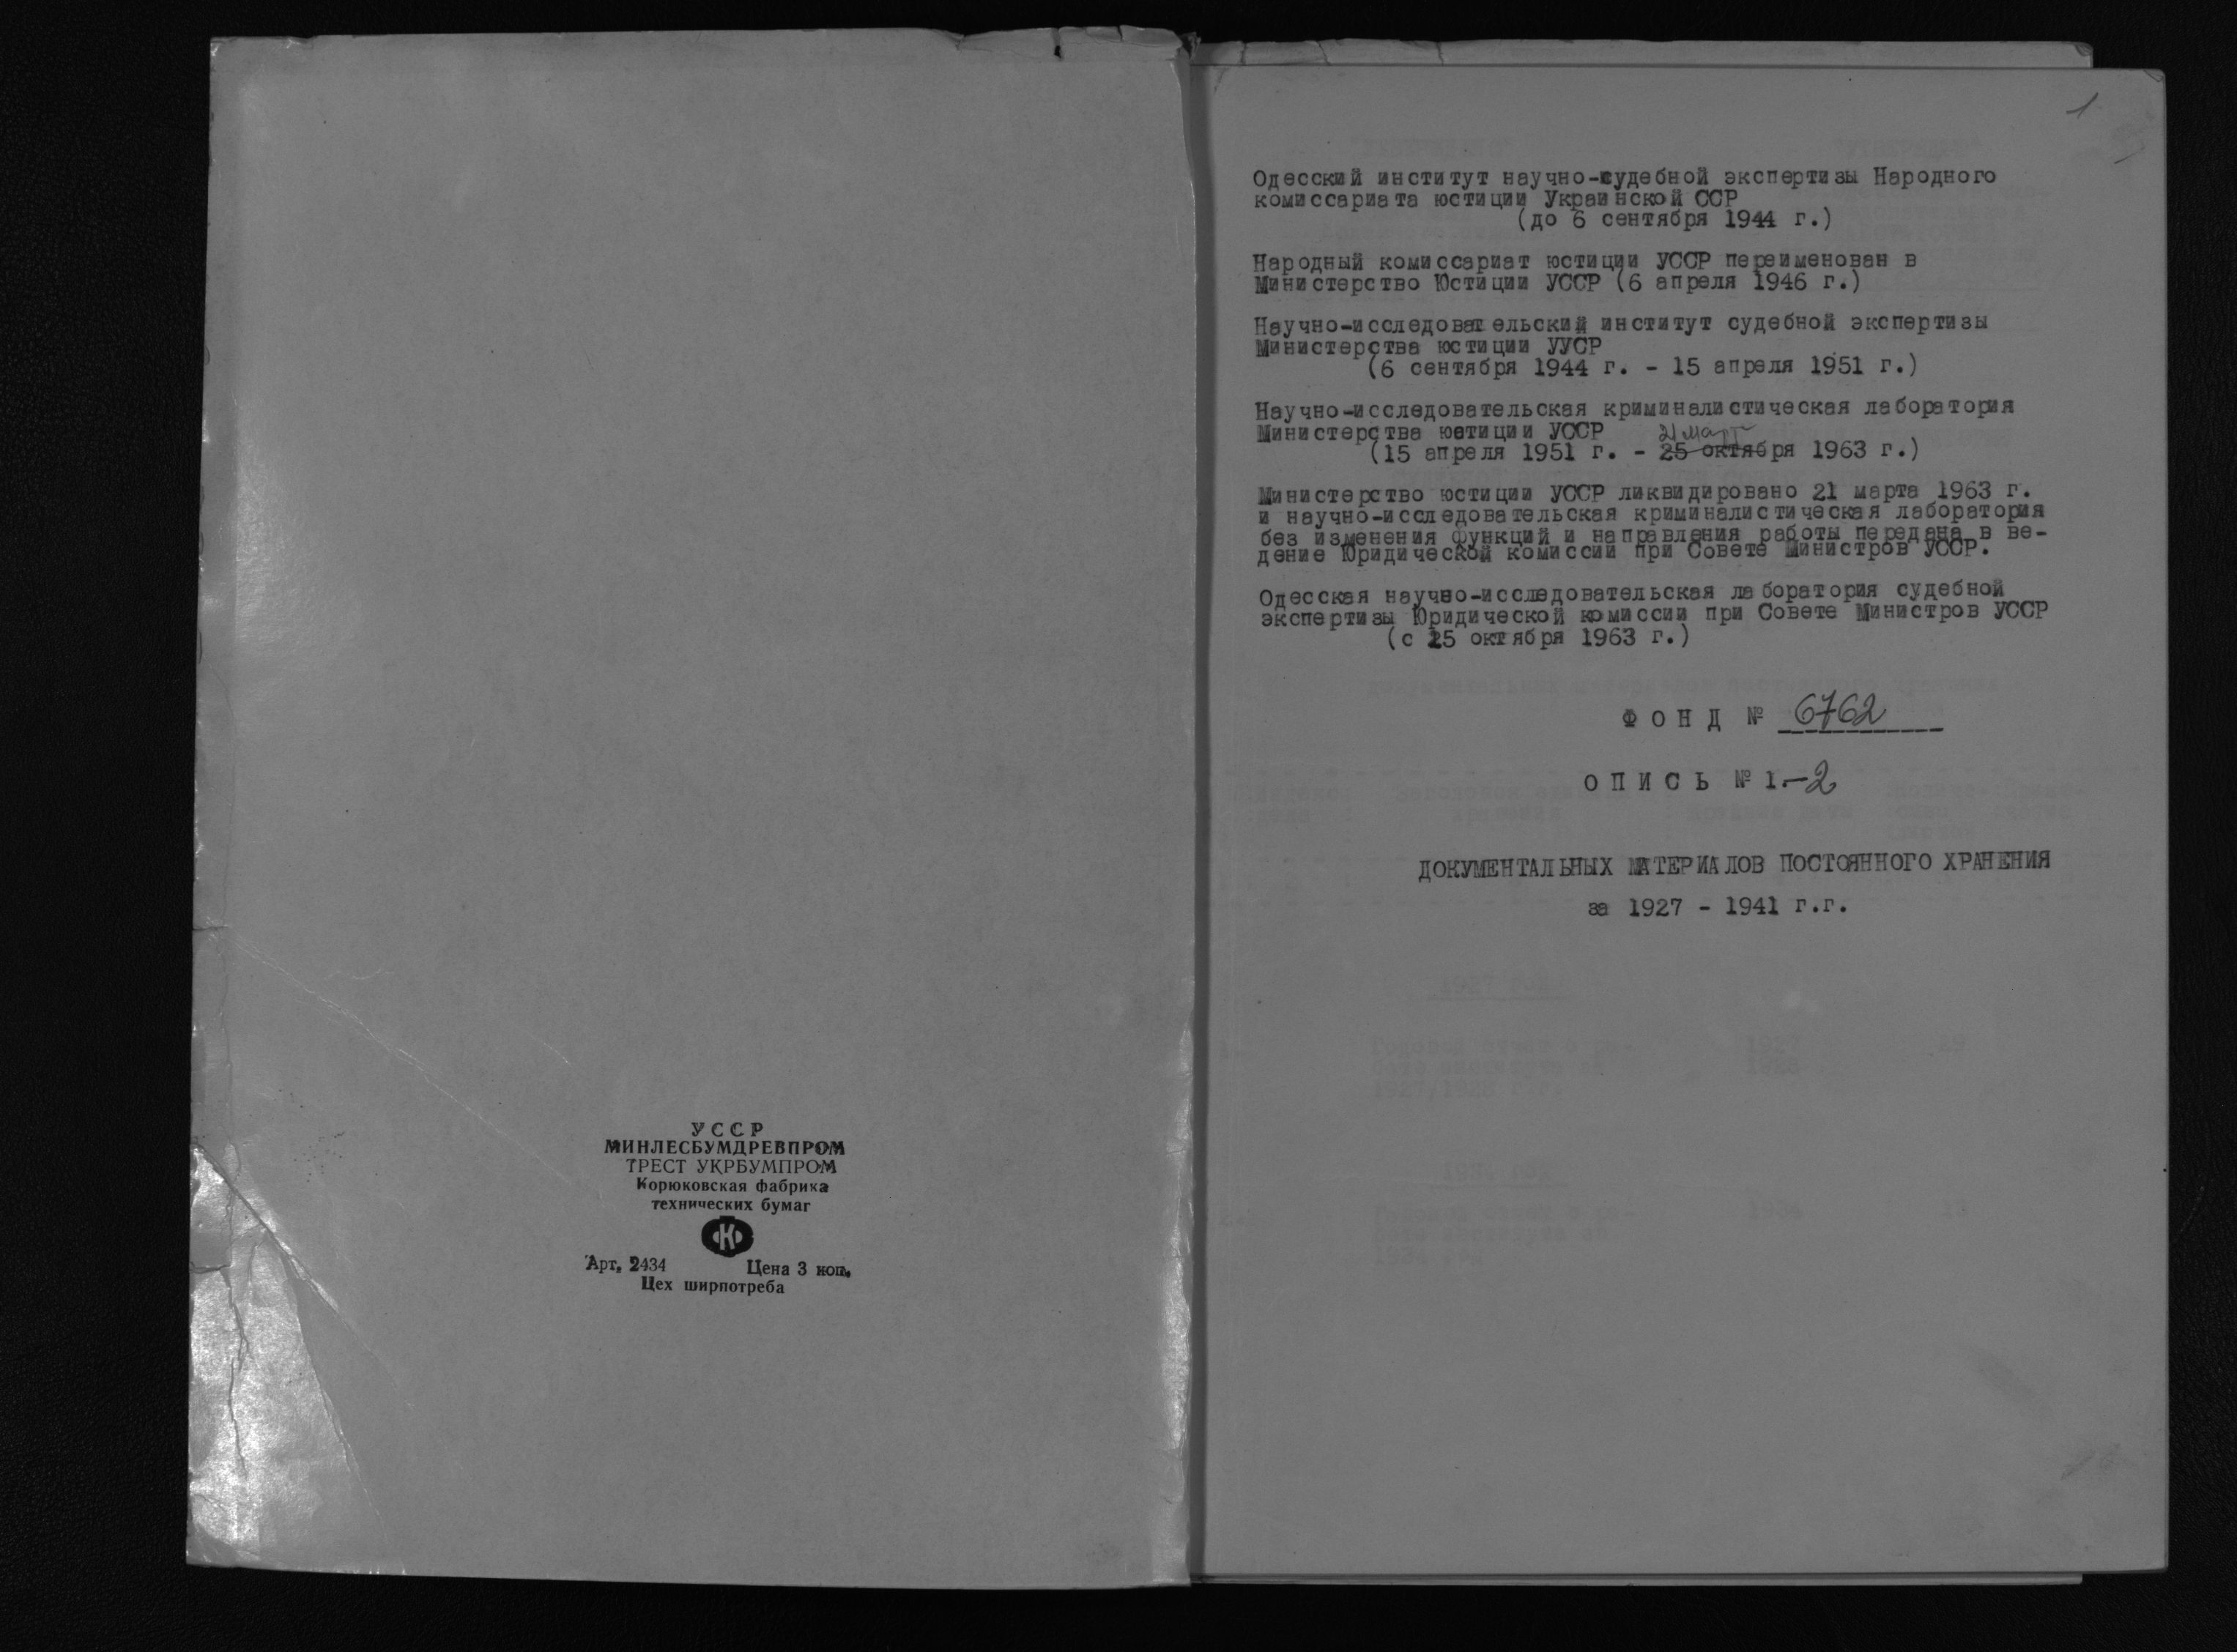 УССР
МИНЛЕСБУМДРЕВПРОМ
ТРЕСТ УКРБУМПРОМ
Корюковская фабрика
технических бумаг
К
Арт. 2434 Цена 3 коп.
Цех ширпотреба
1
Одесский институт научно-судебной экспертизы Народного
комиссариата юстиции Украинской ССР
(до 6 сентября 1944 г.)
Народный комиссариат юстиции УССР переименован в
Министерство Юстиции УССР (6 апреля 1946 г.)
Научно-исследовательский институт судебной экспертизы
Министерства юстиции УУСР
(6 сентября 1944 г. - 15 апреля 1951 г.)
Научно-исследовательская криминалистическая лаборатория
Министерства юстиции УССР
21 марта
(15 апреля 1951 г. - 25 октября 1963 г.)
Министерство юстиции УССР ликвидировано 21 марта 1963 г.
и научно-исследовательская криминалистическая лаборатория
без изменения функций и направления работы передана в ве-
дение Юридической комиссии при Совете Министров УССР.
Одесская научно-исследовательская лаборатория судебной
экспертизы Юридической комиссии при Совете Министров УССР
(с 25 октября 1963 г.)
ФОНД № 6762
ОПИСЬ № 1.-2
ДОКУМЕНТАЛЬНЫХ МАТЕРИАЛОВ ПОСТОЯННОГО ХРАНЕНИЯ
за 1927 - 1941 г.г.